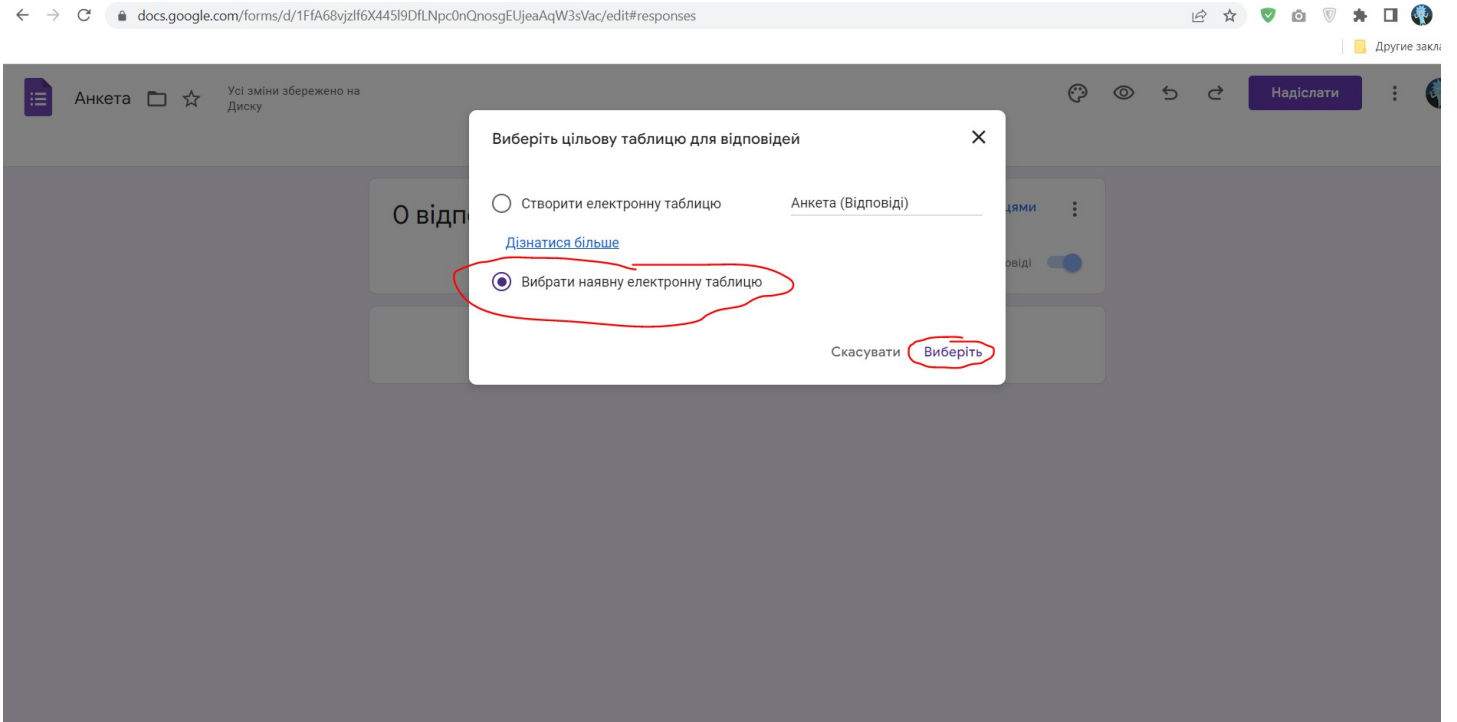 docs.google.com/forms/d/1FfA68vjzlf6X445l9DfLNpc0nQnosgEUjeaAqW3sVac/edit#responses
Другие закла
Анкета
Усі зміни збережено на
Диску
Надіслати
Виберіть цільову таблицю для відповідей
Створити електронну таблицю
Анкета (Відповіді)
Дізнатися більше
Вибрати наявну електронну таблицю
Скасувати
Виберіть
0 відп
цями
овіді